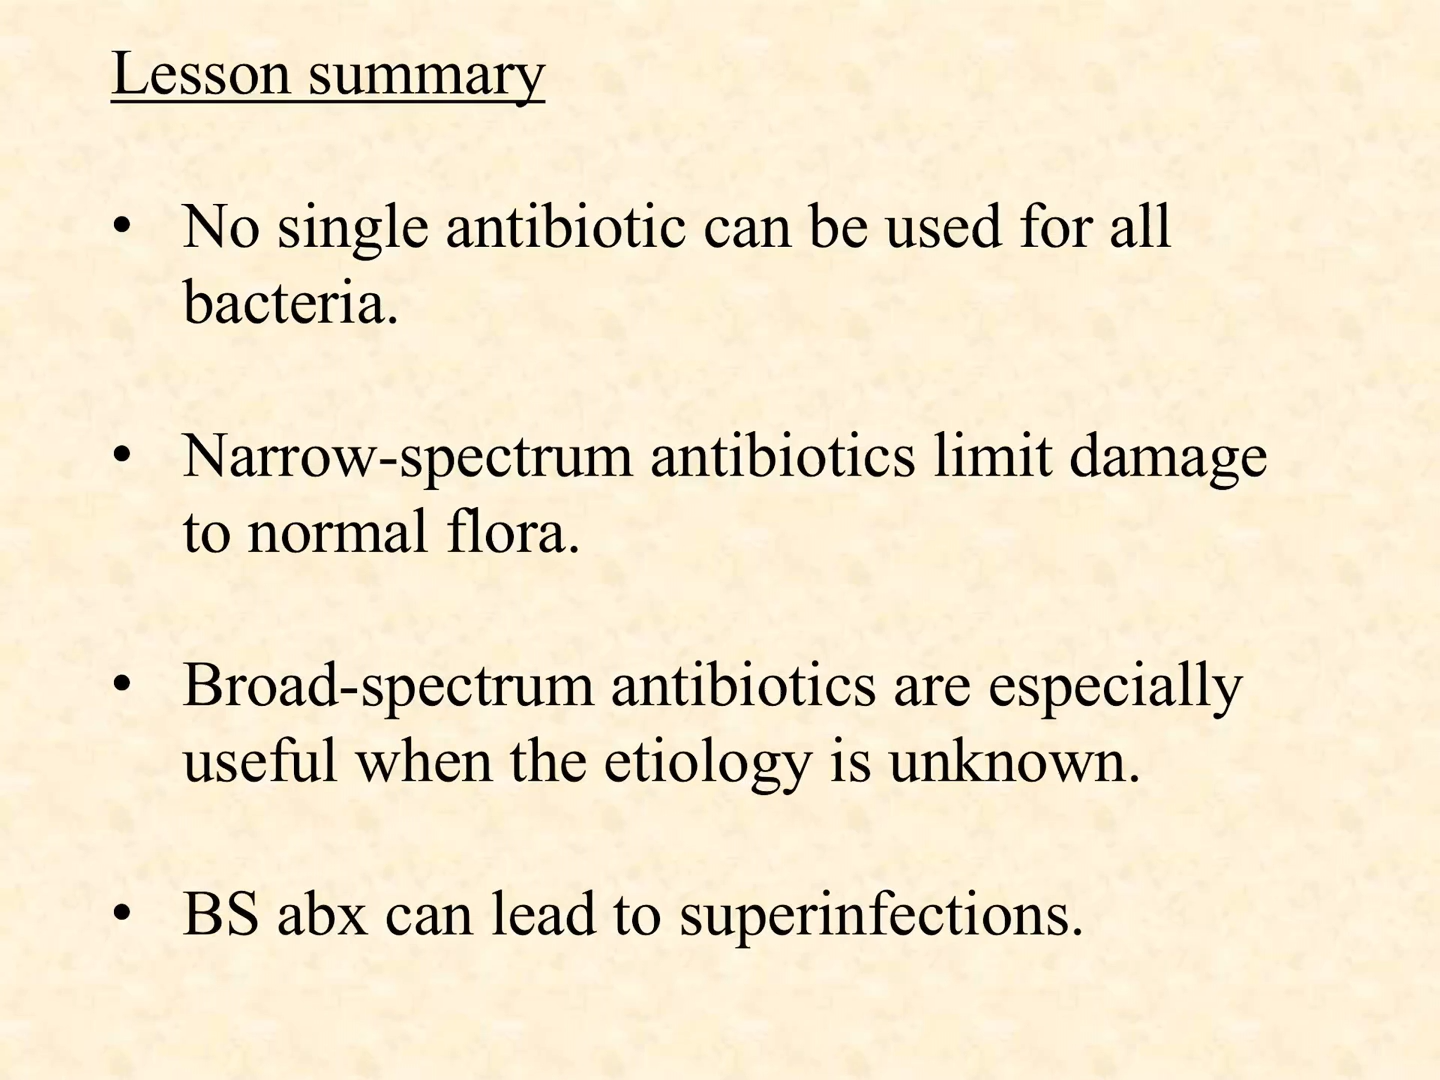 Lesson summary
• No single antibiotic can be used for all
bacteria.
• Narrow-spectrum antibiotics limit damage
to normal flora.
• Broad-spectrum antibiotics are especially
useful when the etiology is unknown.
• BS abx can lead to superinfections.